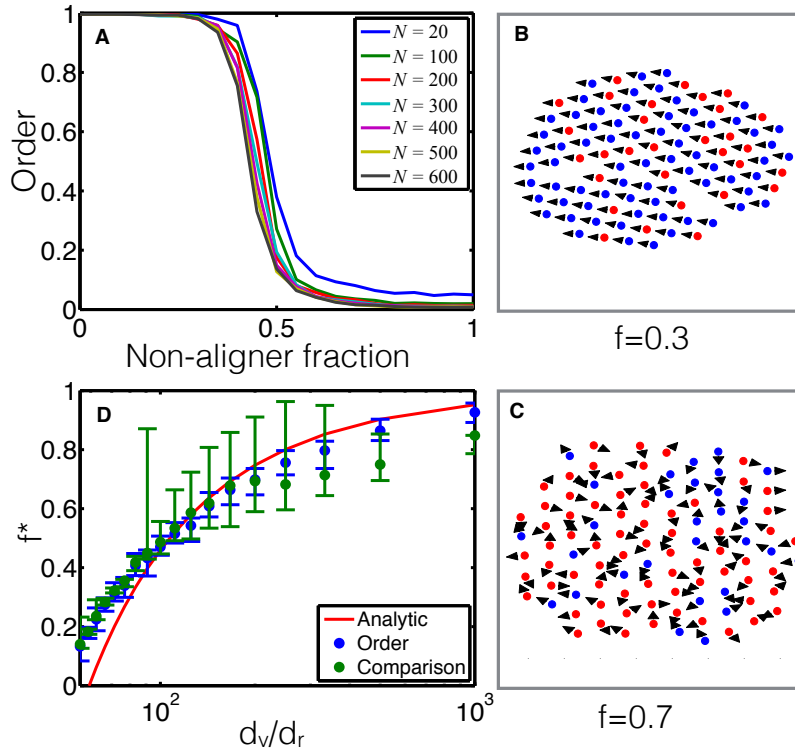 A
1
0.8
0.6
0.4
0.2
0
Order
0
0.5
1
Non-aligner fraction
N = 20
N = 100
N = 200
N = 300
N = 400
N = 500
N = 600
B
f=0.3
D
1
0.8
0.6
0.4
0.2
0
f*
10²
10³
d_v/d_r
Analytic
Order
Comparison
C
f=0.7